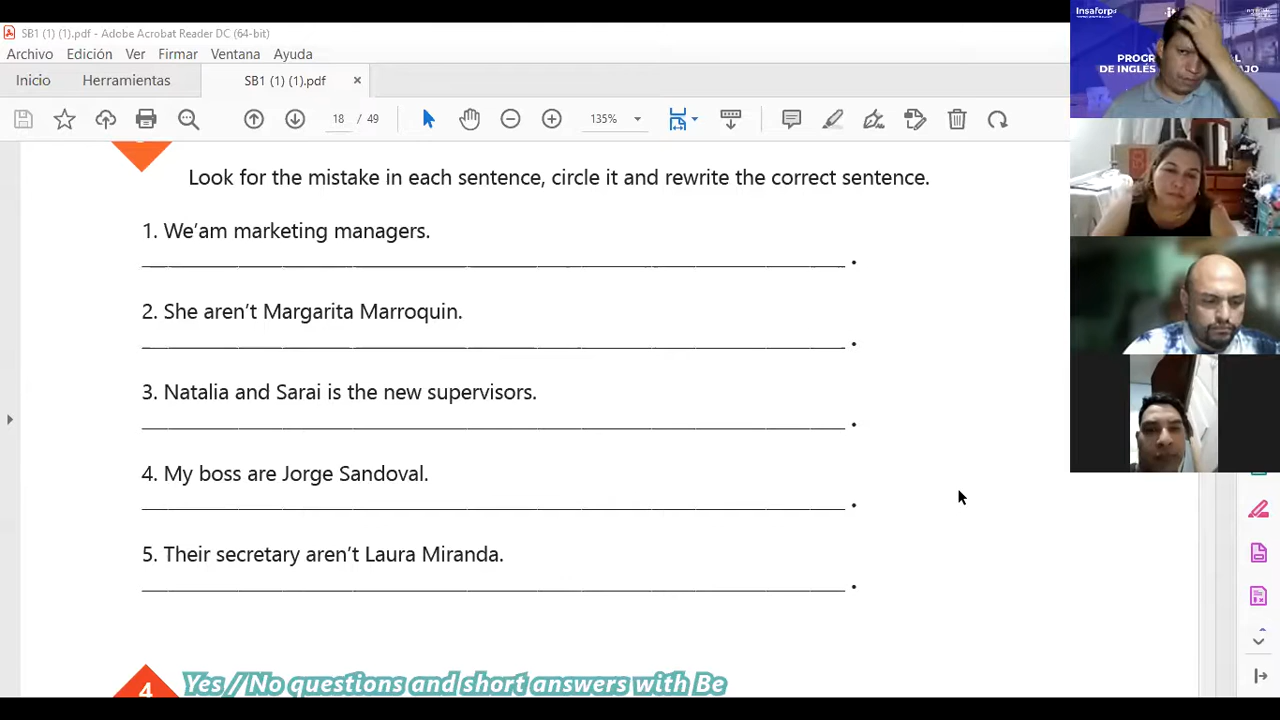 SB1 (1) (1).pdf - Adobe Acrobat Reader DC (64-bit)
Archivo Edición Ver Firmar Ventana Ayuda
Inicio Herramientas SB1 (1) (1).pdf ×
18 / 49 135%
Look for the mistake in each sentence, circle it and rewrite the correct sentence.
1. We'am marketing managers.
2. She aren't Margarita Marroquin.
3. Natalia and Sarai is the new supervisors.
4. My boss are Jorge Sandoval.
5. Their secretary aren't Laura Miranda.
4 Yes / No questions and short answers with Be
Insaforp
DE INGLÉS